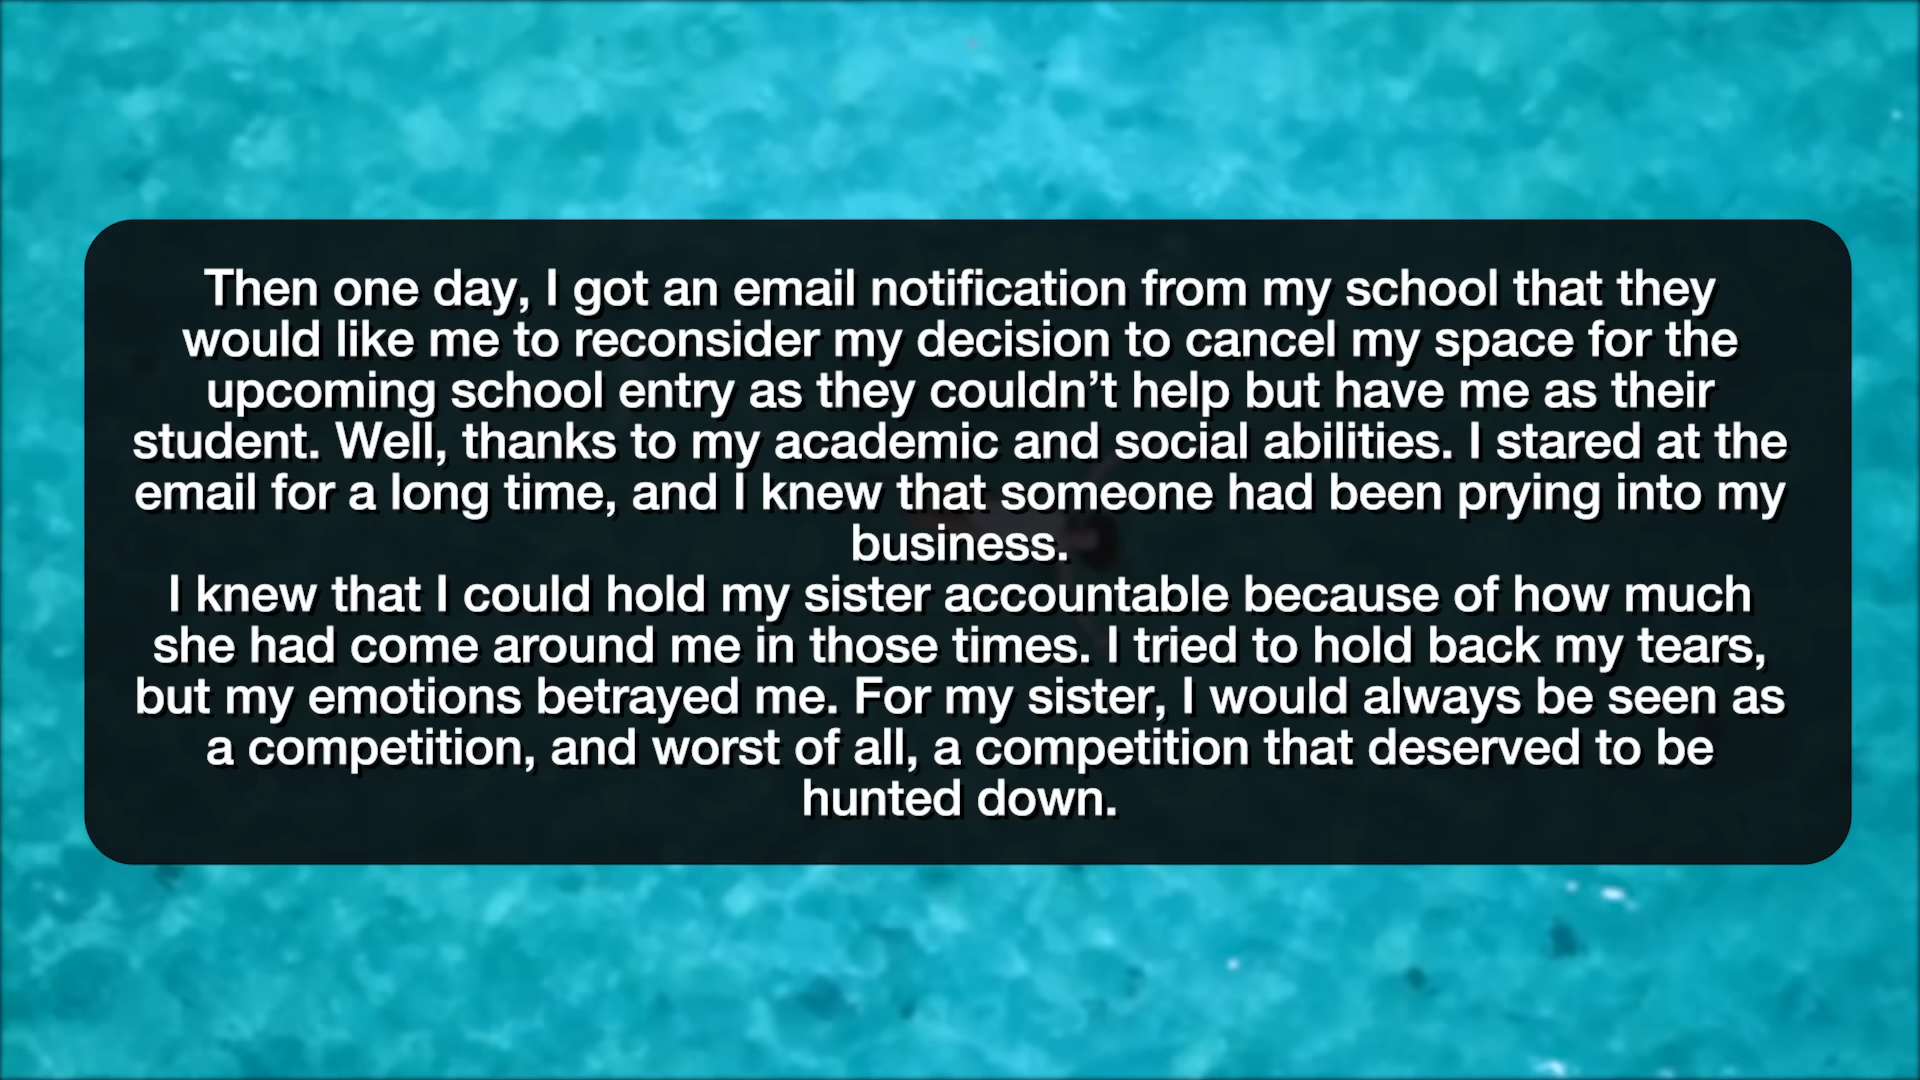 Then one day, I got an email notification from my school that they
would like me to reconsider my decision to cancel my space for the
upcoming school entry as they couldn’t help but have me as their
student. Well, thanks to my academic and social abilities. I stared at the
email for a long time, and I knew that someone had been prying into my
business.
I knew that I could hold my sister accountable because of how much
she had come around me in those times. I tried to hold back my tears,
but my emotions betrayed me. For my sister, I would always be seen as
a competition, and worst of all, a competition that deserved to be
hunted down.